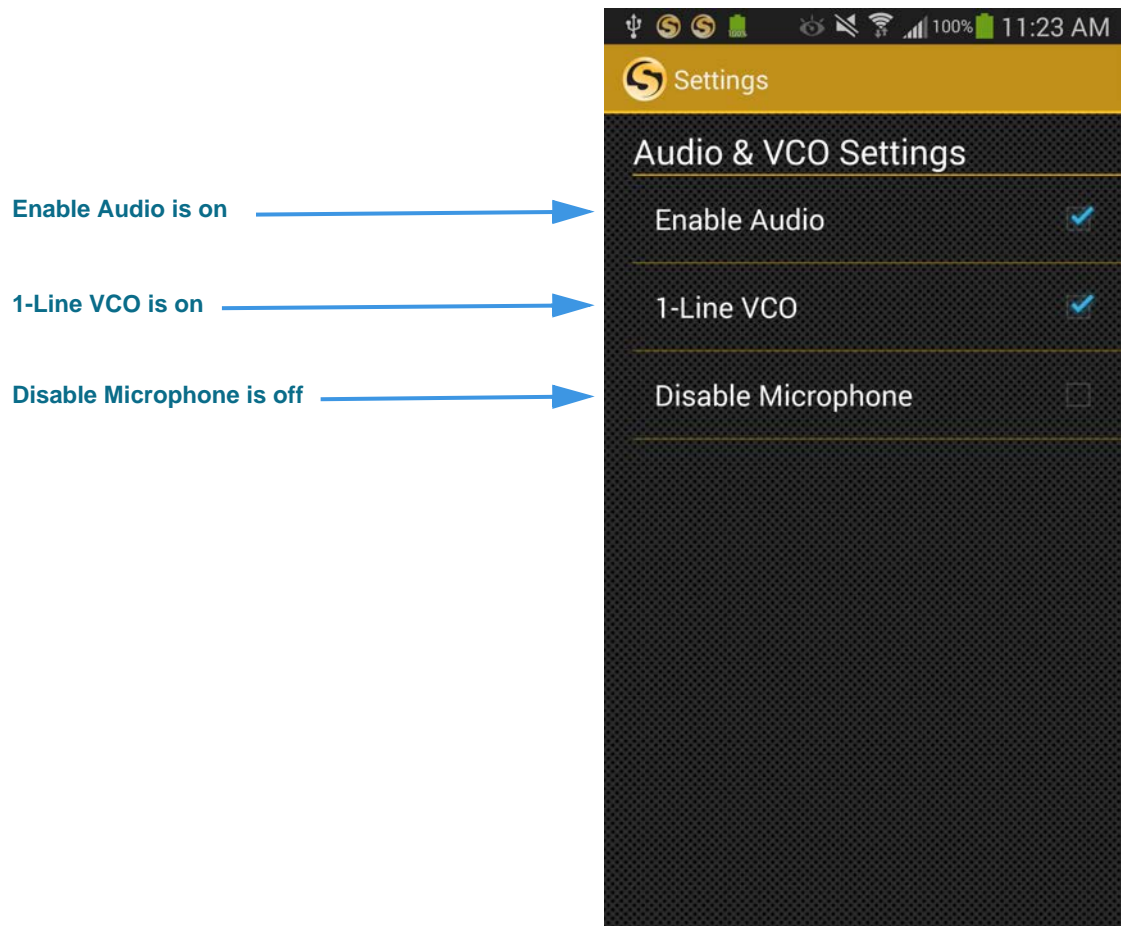 100% 11:23 AM
Settings
Audio & VCO Settings
Enable Audio is on
Enable Audio
1-Line VCO is on
1-Line VCO
Disable Microphone is off
Disable Microphone